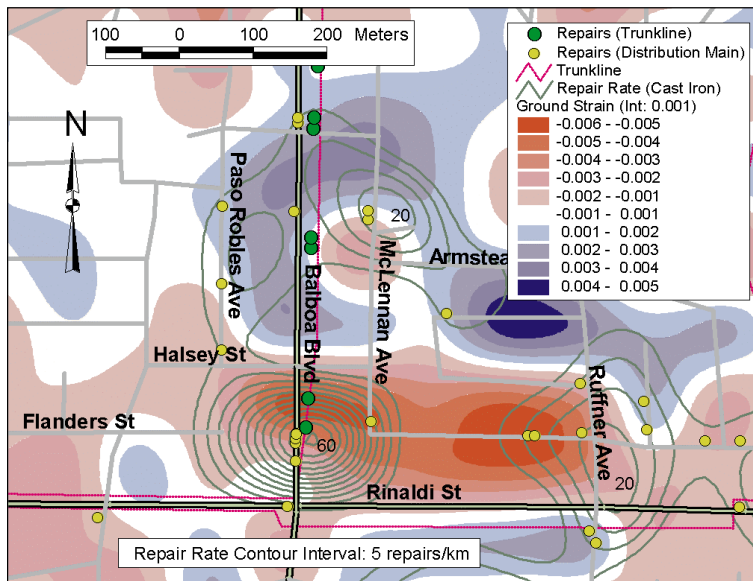 100 0 100 200 Meters
N
Repairs (Trunkline)
Repairs (Distribution Main)
Trunkline
Repair Rate (Cast Iron)
Ground Strain (Int: 0.001)
-0.006 - -0.005
-0.005 - -0.004
-0.004 - -0.003
-0.003 - -0.002
-0.002 - -0.001
-0.001 - 0.001
0.001 - 0.002
0.002 - 0.003
0.003 - 0.004
0.004 - 0.005
Paso Robles Ave
Balboa Blvd
McLennan Ave
20
Armstea
Halsey St
Flanders St
60
Ruffner Ave
20
Rinaldi St
Repair Rate Contour Interval: 5 repairs/km